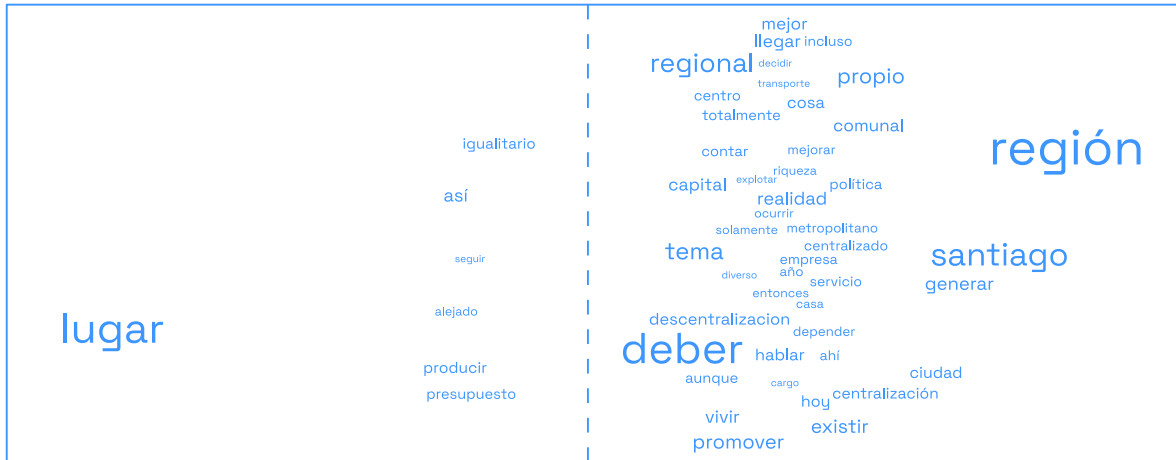 igualitario
así
seguir
alejado
lugar
producir
presupuesto
mejor
llegar incluso
regional decidir
transporte propio
centro cosa
totalmente
comunal
región
contar mejorar
riqueza
capital explotar política
realidad
ocurrir
solamente metropolitano
tema centralizado
santiago
empresa
diverso año
servicio generar
entonces
casa
descentralizacion
depender
deber hablar ahí
ciudad
aunque cargo
centralización
hoy
vivir existir
promover